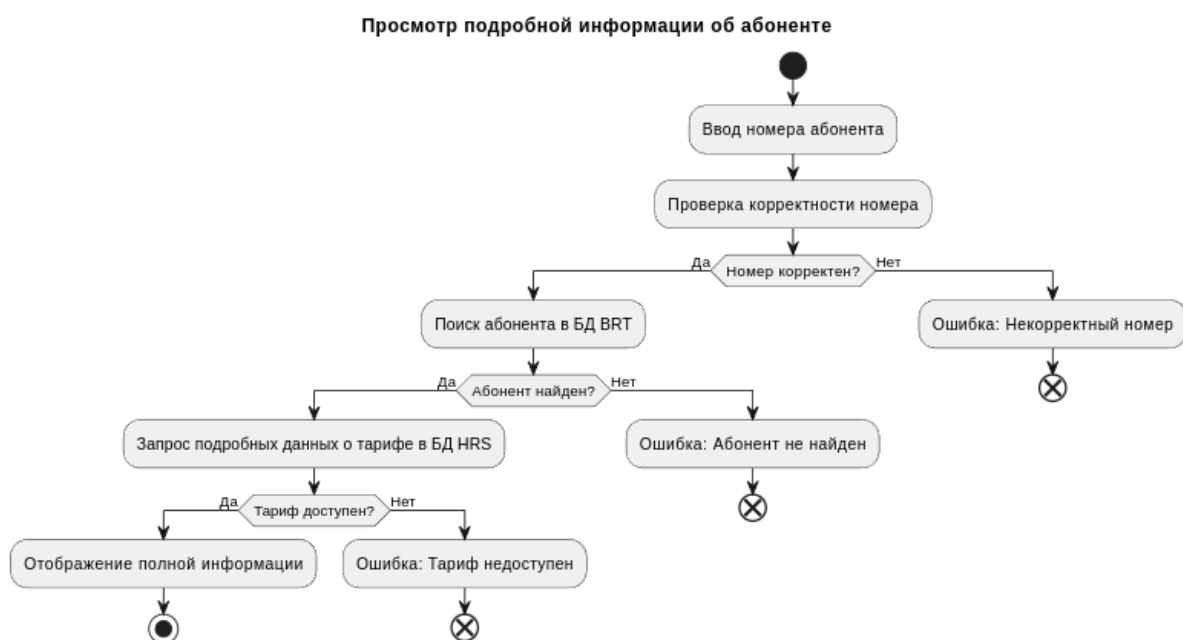 Просмотр подробной информации об абоненте
Ввод номера абонента
Проверка корректности номера
Да
Номер корректен?
Нет
Поиск абонента в БД BRT
Ошибка: Некорректный номер
Да
Абонент найден?
Нет
Запрос подробных данных о тарифе в БД HRS
Ошибка: Абонент не найден
Да
Тариф доступен?
Нет
Отображение полной информации
Ошибка: Тариф недоступен